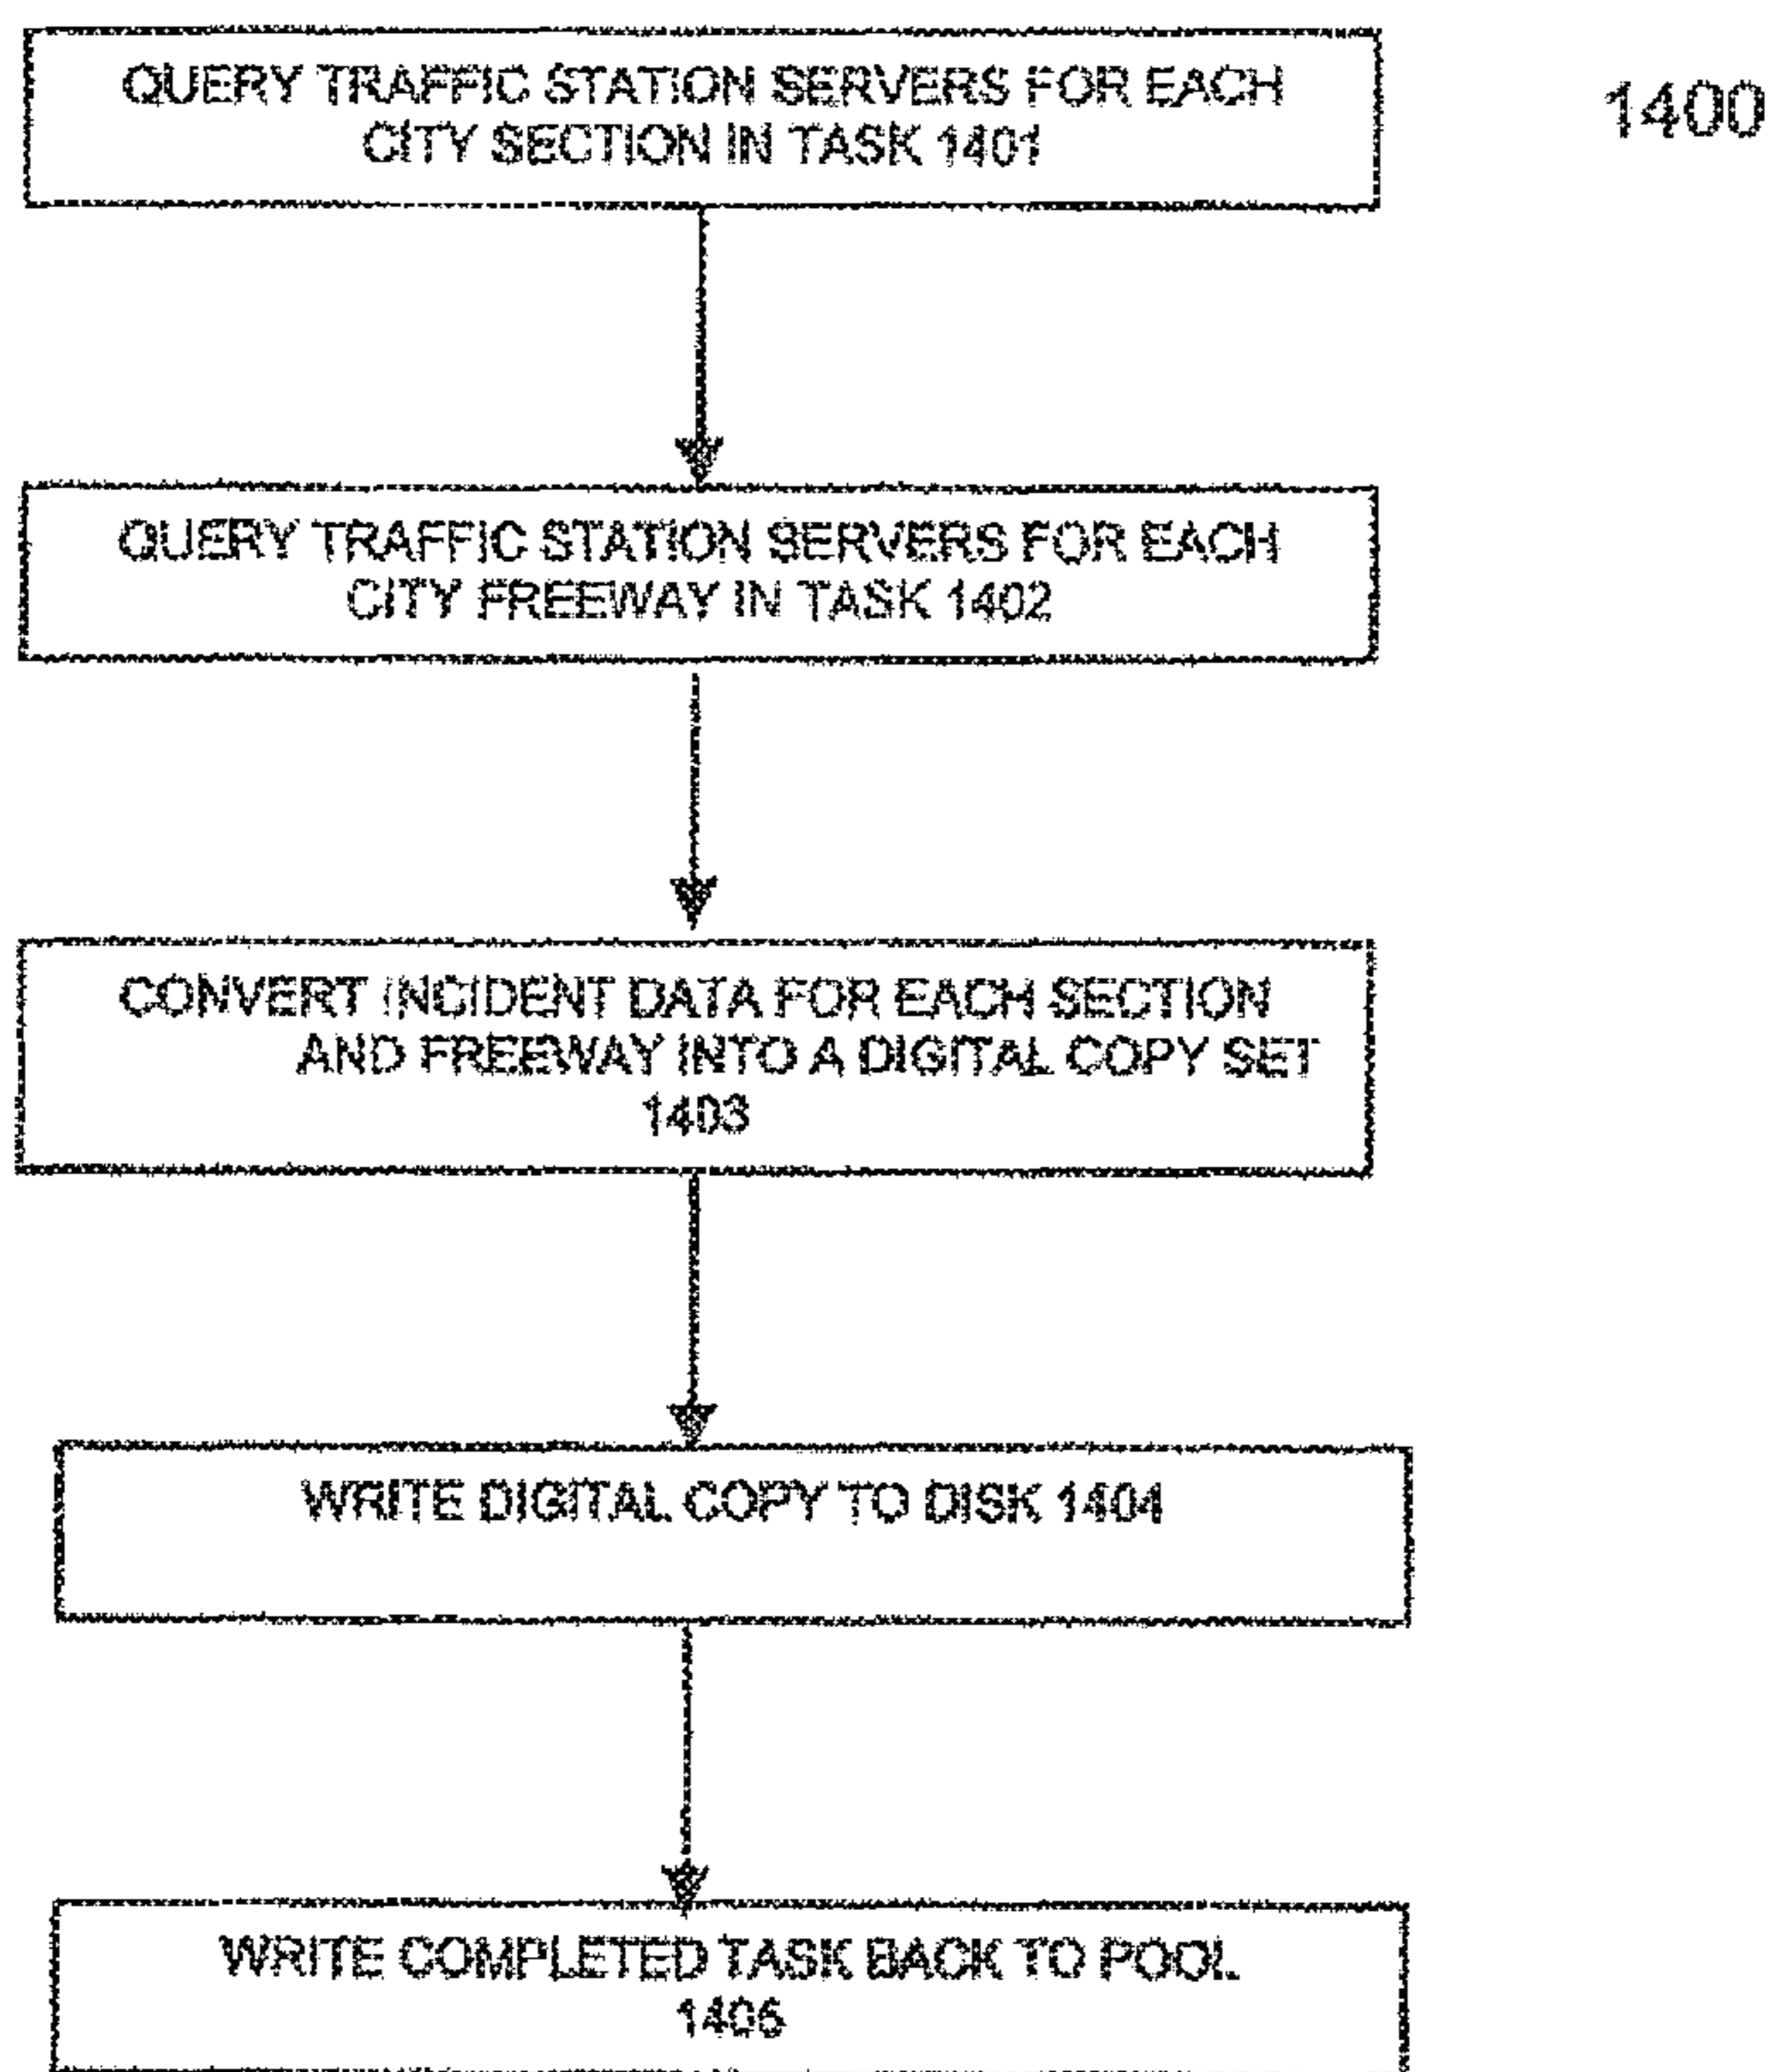 QUERY TRAFFIC STATION SERVERS FOR EACH
CITY SECTION IN TASK 1401
1400
QUERY TRAFFIC STATION SERVERS FOR EACH
CITY FREEWAY IN TASK 1402
CONVERT INCIDENT DATA FOR EACH SECTION
AND FREEWAY INTO A DIGITAL COPY SET
1403
WRITE DIGITAL COPY TO DISK 1404
WRITE COMPLETED TASK BACK TO POOL
1405